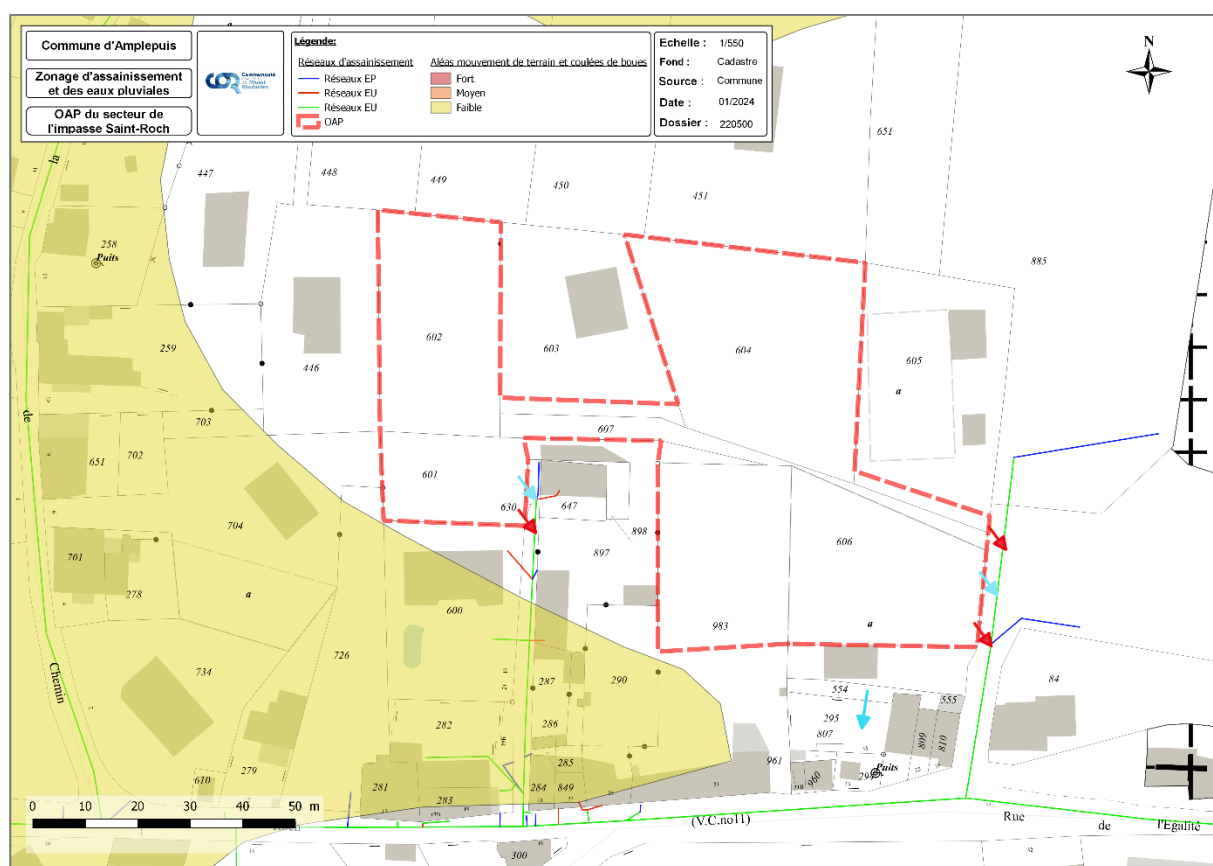 Commune d'Amplepuis
Zonage d'assainissement
et des eaux pluviales
OAP du secteur de
l'impasse Saint-Roch
COR Communauté
de l'Ouest
Rhodanien
Légende:
Réseaux d'assainissement
Réseaux EP
Réseaux EU
Réseaux EU
OAP
Aléas mouvement de terrain et coulées de boues
Fort
Moyen
Faible
Echelle : 1/550
Fond : Cadastre
Source : Commune
Date : 01/2024
Dossier : 220500
N
a
la
447
448
449
450
451
651
885
258
Puits
259
446
602
603
604
605
a
de
703
651
702
601
607
630
647
898
897
606
704
701
278
a
600
983
a
Chemin
734
726
287
290
554
555
84
282
286
295
807
809
810
285
961
Puits
610
279
281
283
284
849
960
0 10 20 30 40 50 m
(V.C.no11)
Rue
de
l'Egalité
300